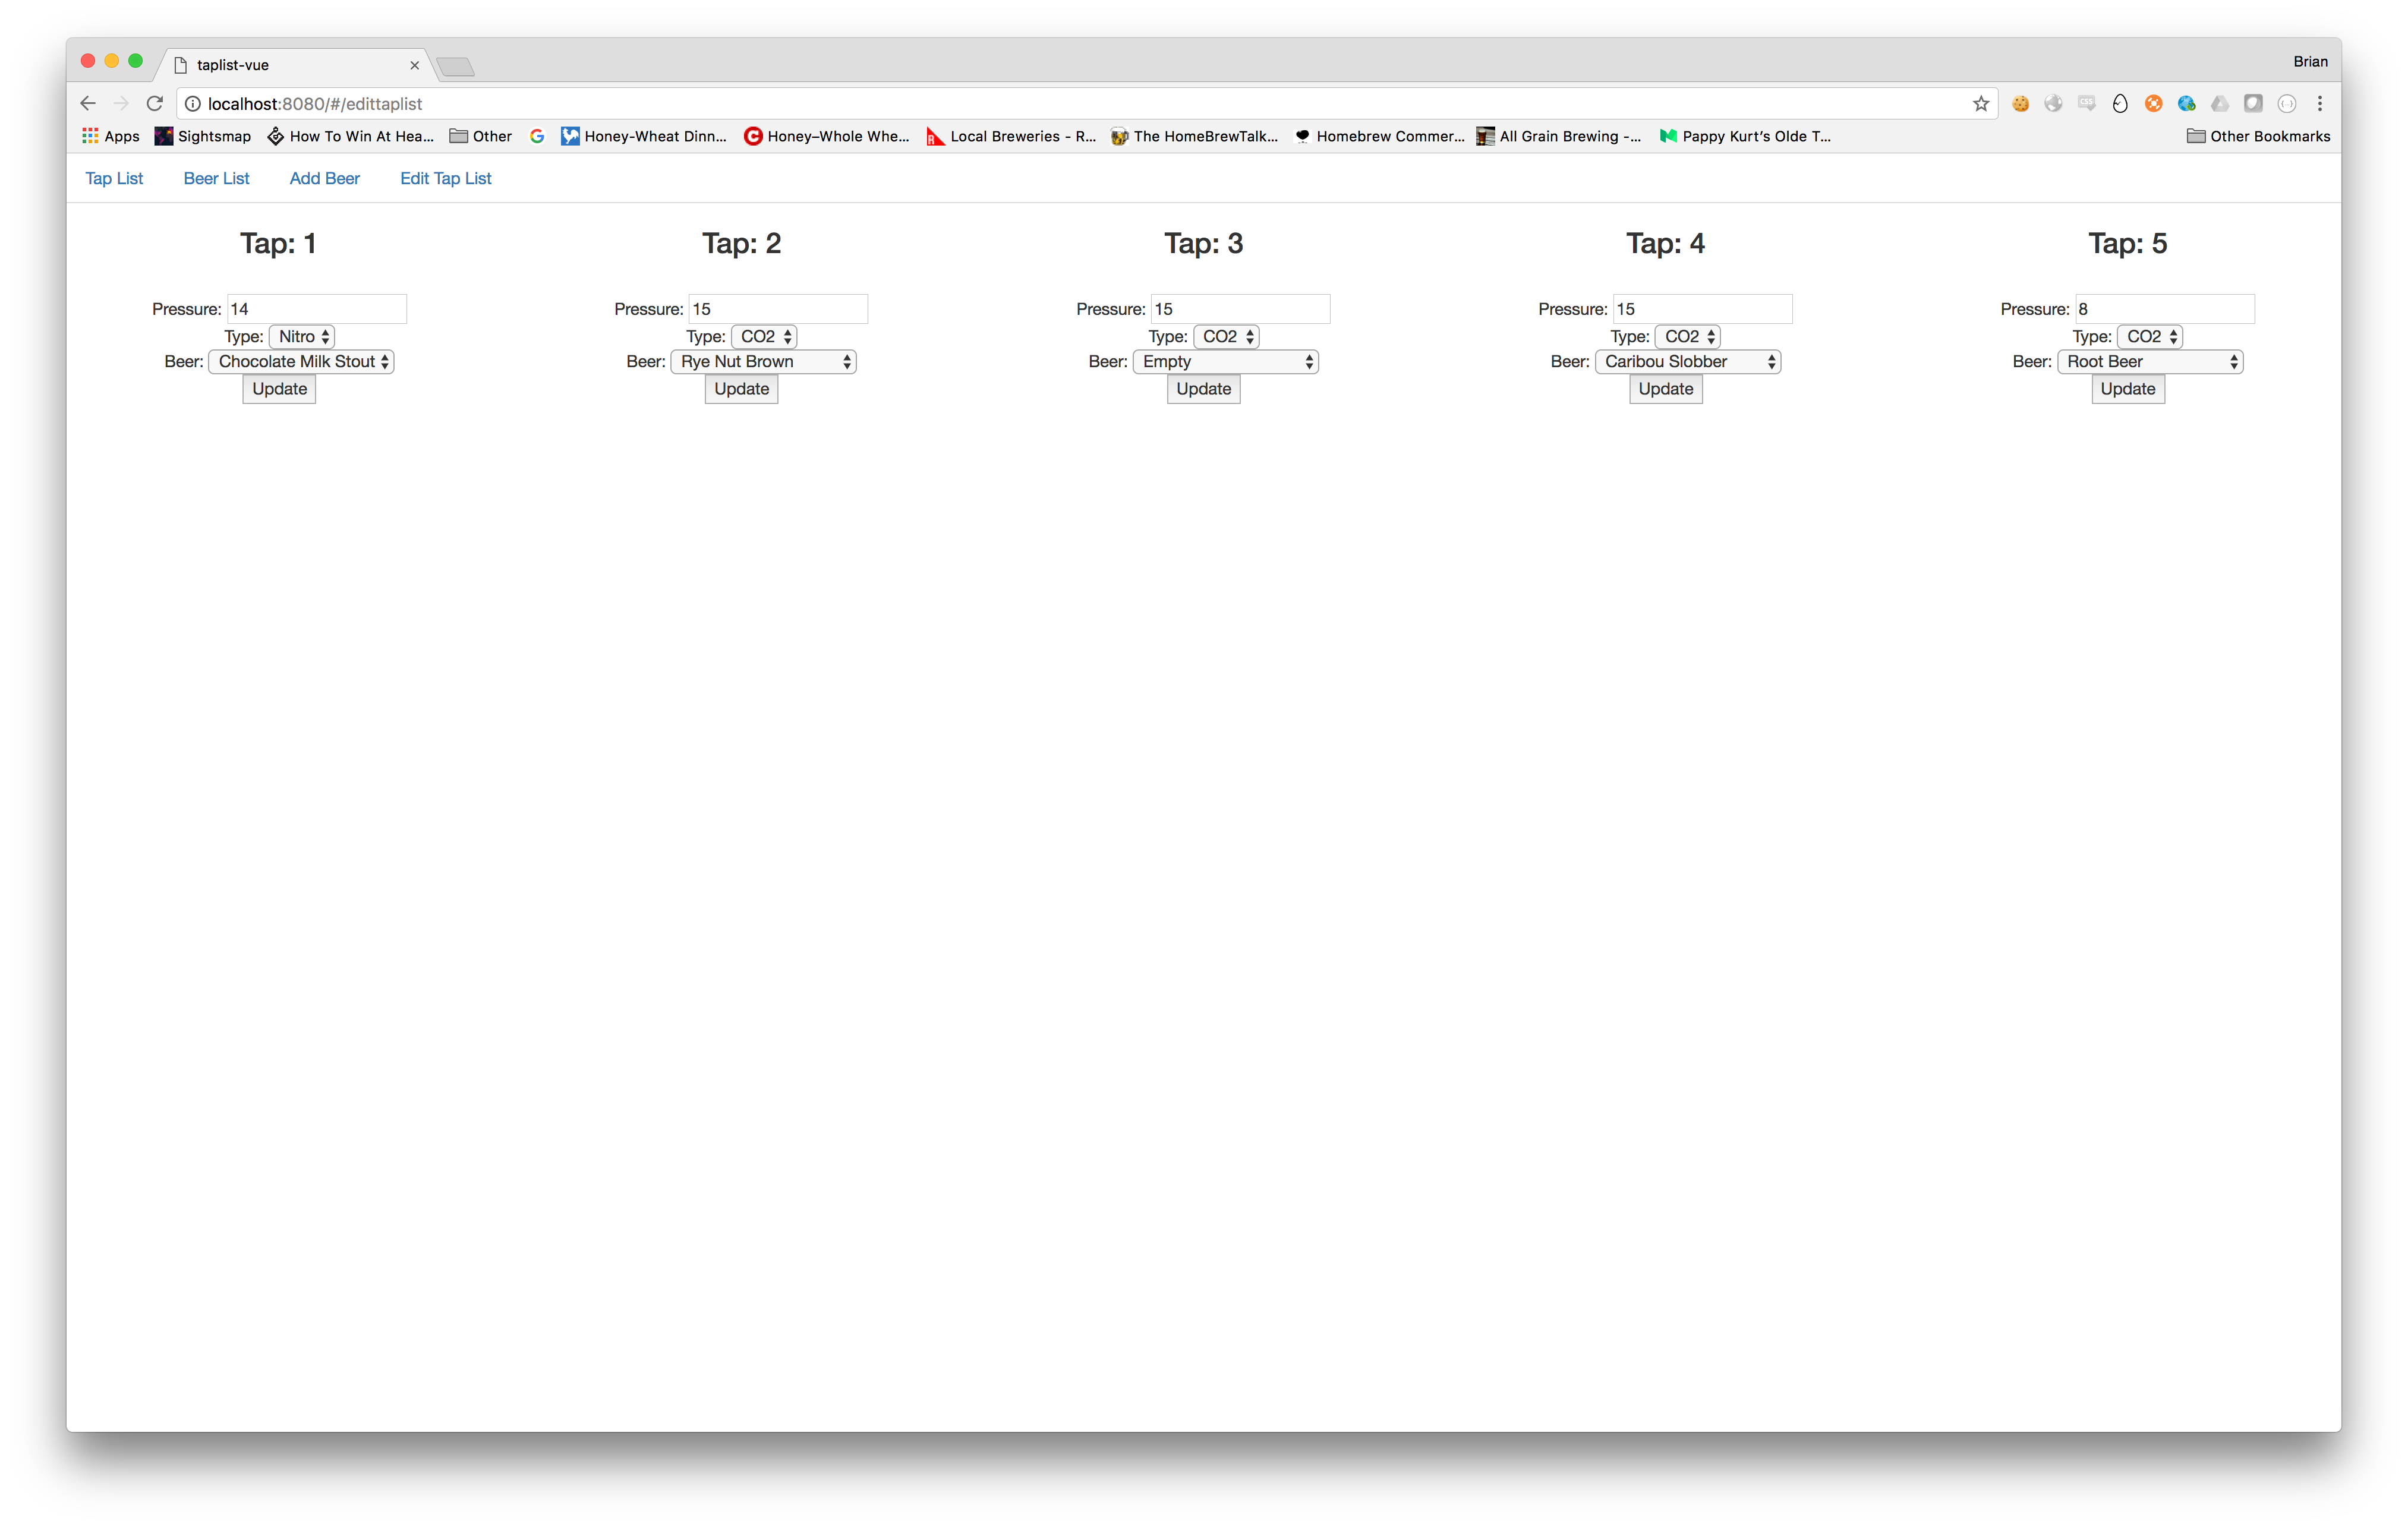 taplist-vue
Brian
localhost:8080/#/edittaplist
Apps Sightsmap How To Win At Hea... Other Honey-Wheat Dinn... Honey–Whole Whe... Local Breweries - R... The HomeBrewTalk... Homebrew Commer... All Grain Brewing -... Pappy Kurt's Olde T... Other Bookmarks
Tap List Beer List Add Beer Edit Tap List
Tap: 1
Pressure: 14
Type: Nitro
Beer: Chocolate Milk Stout
Update
Tap: 2
Pressure: 15
Type: CO2
Beer: Rye Nut Brown
Update
Tap: 3
Pressure: 15
Type: CO2
Beer: Empty
Update
Tap: 4
Pressure: 15
Type: CO2
Beer: Caribou Slobber
Update
Tap: 5
Pressure: 8
Type: CO2
Beer: Root Beer
Update